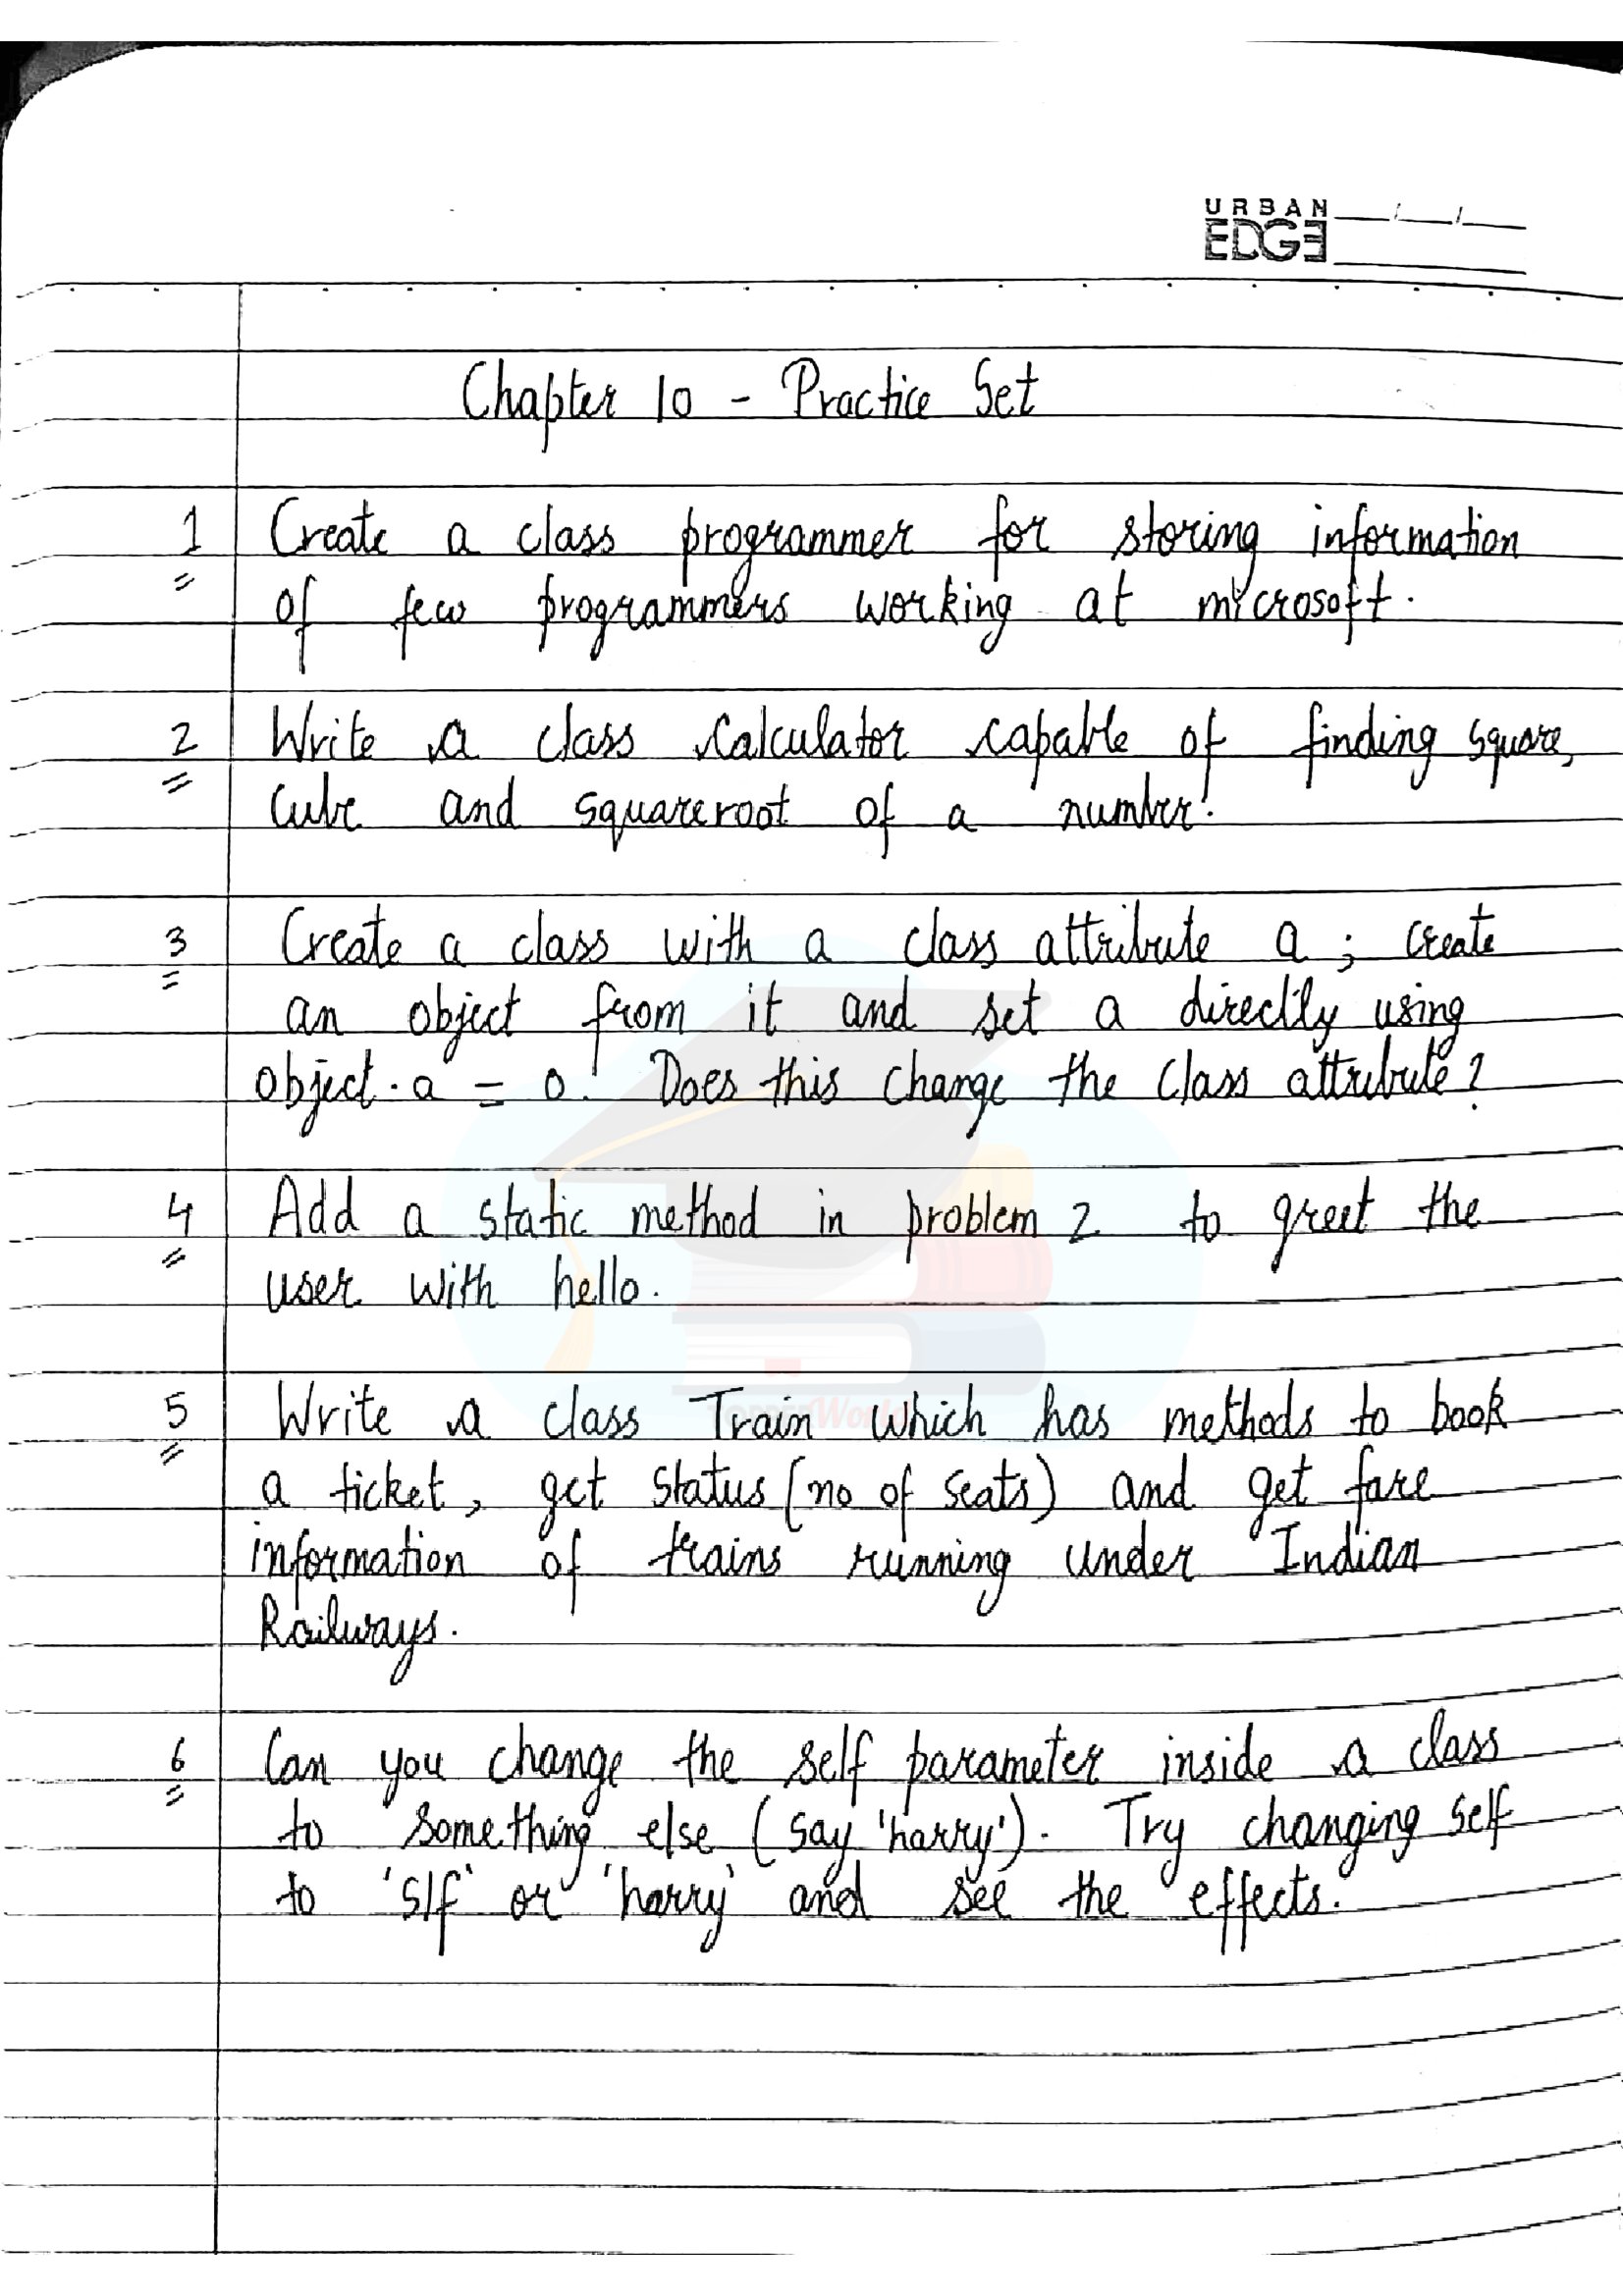 URBAN
EDGE
Chapter 10 - Practice Set
1 Create a class programmer for storing information
of few programmers working at microsoft.
2 Write a class Calculator capable of finding square,
cube and squareroot of a number.
3 Create a class with a class attribute a; create
an object from it and set a directly using
object.a = 0. Does this change the class attribute?
4 Add a static method in problem 2 to greet the
user with hello.
TOPPERWorld
5 Write a class Train which has methods to book
a ticket, get status (no of seats) and get fare
information of trains running under Indian
Railways.
6 Can you change the self parameter inside a class
to something else (say 'harry'). Try changing self
to 'slf' or 'harry' and see the effects.